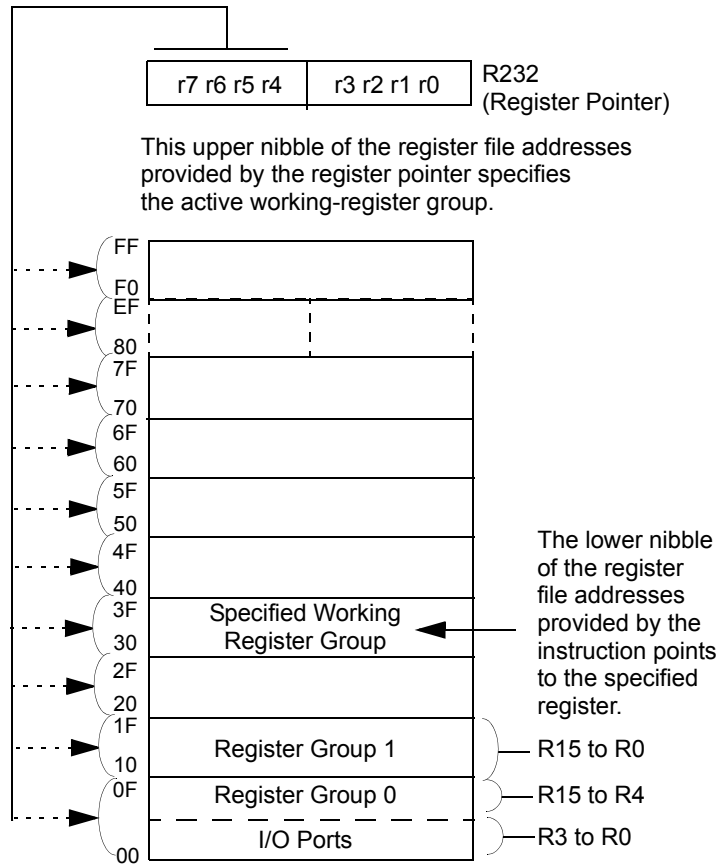 r7 r6 r5 r4
r3 r2 r1 r0
R232
(Register Pointer)
This upper nibble of the register file addresses
provided by the register pointer specifies
the active working-register group.
FF
F0
EF
80
7F
70
6F
60
5F
50
4F
40
3F
30
Specified Working
Register Group
The lower nibble
of the register
file addresses
provided by the
instruction points
to the specified
register.
2F
20
1F
10
Register Group 1
R15 to R0
0F
Register Group 0
R15 to R4
I/O Ports
R3 to R0
00